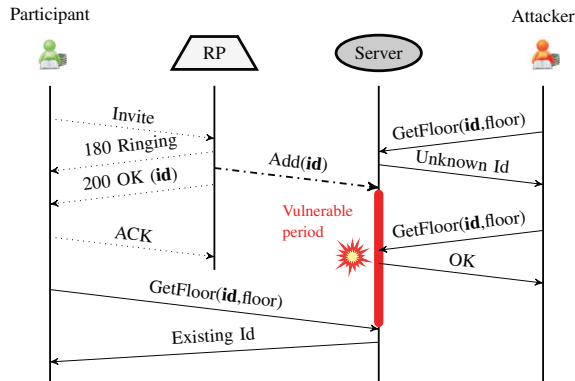 Participant
RP
Server
Attacker
Invite
GetFloor(id,floor)
180 Ringing
Unknown Id
Add(id)
200 OK (id)
Vulnerable
period
GetFloor(id,floor)
ACK
OK
GetFloor(id,floor)
Existing Id